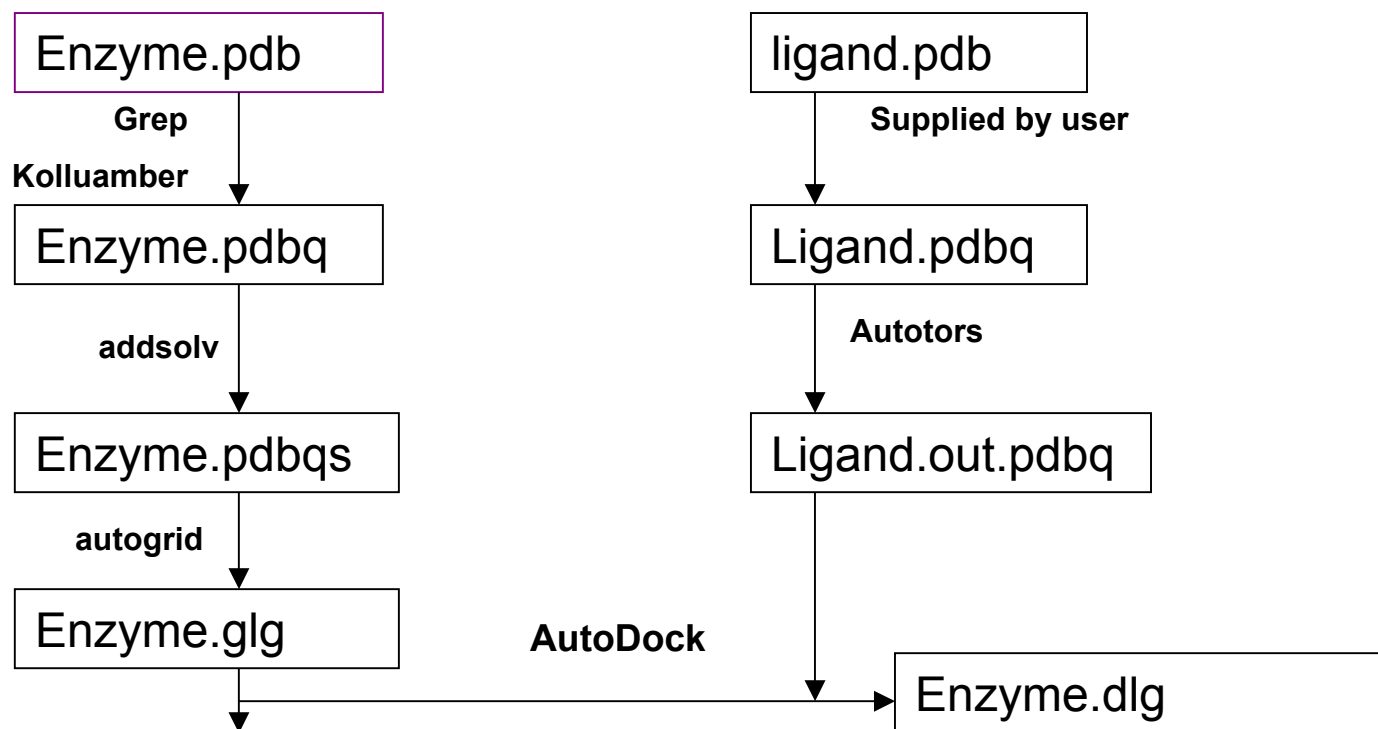 Enzyme.pdb
ligand.pdb
Grep
Supplied by user
Kolluamber
Enzyme.pdbq
Ligand.pdbq
addsolv
Autotors
Enzyme.pdbqs
Ligand.out.pdbq
autogrid
Enzyme.glg
AutoDock
Enzyme.dlg